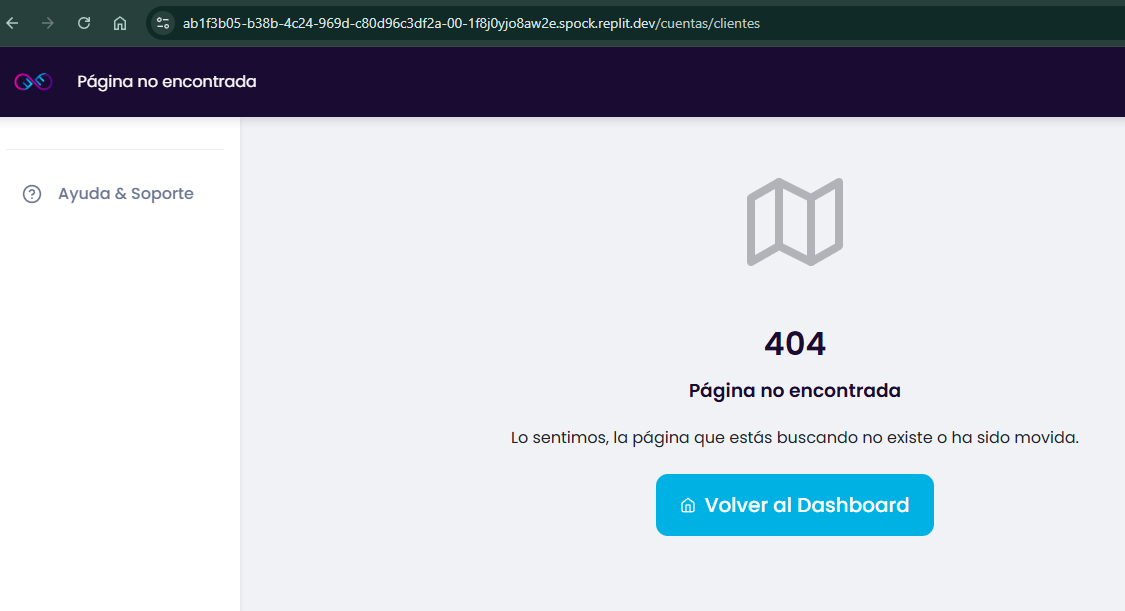 ab1f3b05-b38b-4c24-969d-c80d96c3df2a-00-1f8j0yjo8aw2e.spock.replit.dev/cuentas/clientes
Página no encontrada
Ayuda & Soporte
404
Página no encontrada
Lo sentimos, la página que estás buscando no existe o ha sido movida.
Volver al Dashboard